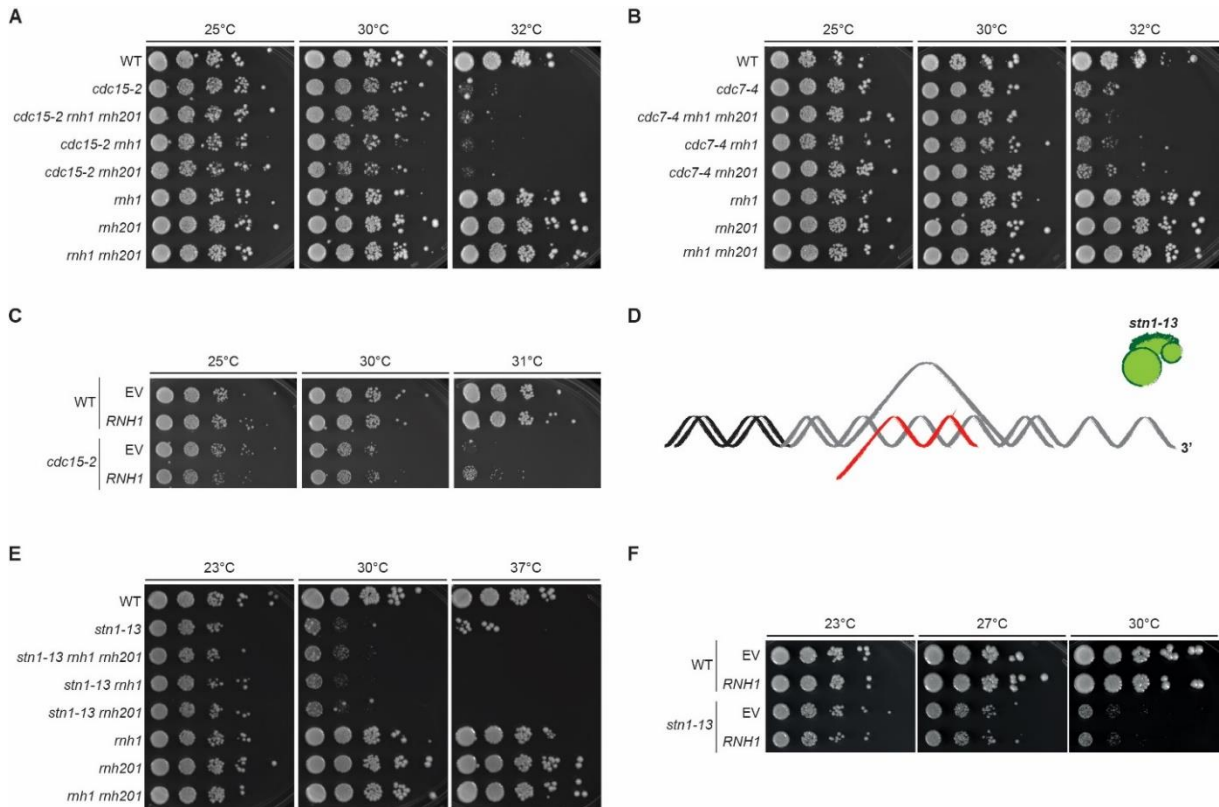 A
25°C 30°C 32°C
WT
cdc15-2
cdc15-2 rnh1 rnh201
cdc15-2 rnh1
cdc15-2 rnh201
rnh1
rnh201
rnh1 rnh201
B
25°C 30°C 32°C
WT
cdc7-4
cdc7-4 rnh1 rnh201
cdc7-4 rnh1
cdc7-4 rnh201
rnh1
rnh201
rnh1 rnh201
C
25°C 30°C 31°C
WT
EV
RNH1
cdc15-2
EV
RNH1
D
stn1-13
3'
E
23°C 30°C 37°C
WT
stn1-13
stn1-13 rnh1 rnh201
stn1-13 rnh1
stn1-13 rnh201
rnh1
rnh201
rnh1 rnh201
F
23°C 27°C 30°C
WT
EV
RNH1
stn1-13
EV
RNH1